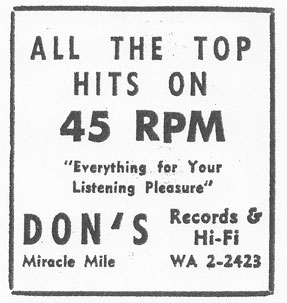 ALL THE TOP
HITS ON
45 RPM
"Everything for Your
Listening Pleasure"
DON'S Records &
Hi-Fi
Miracle Mile WA 2-2423